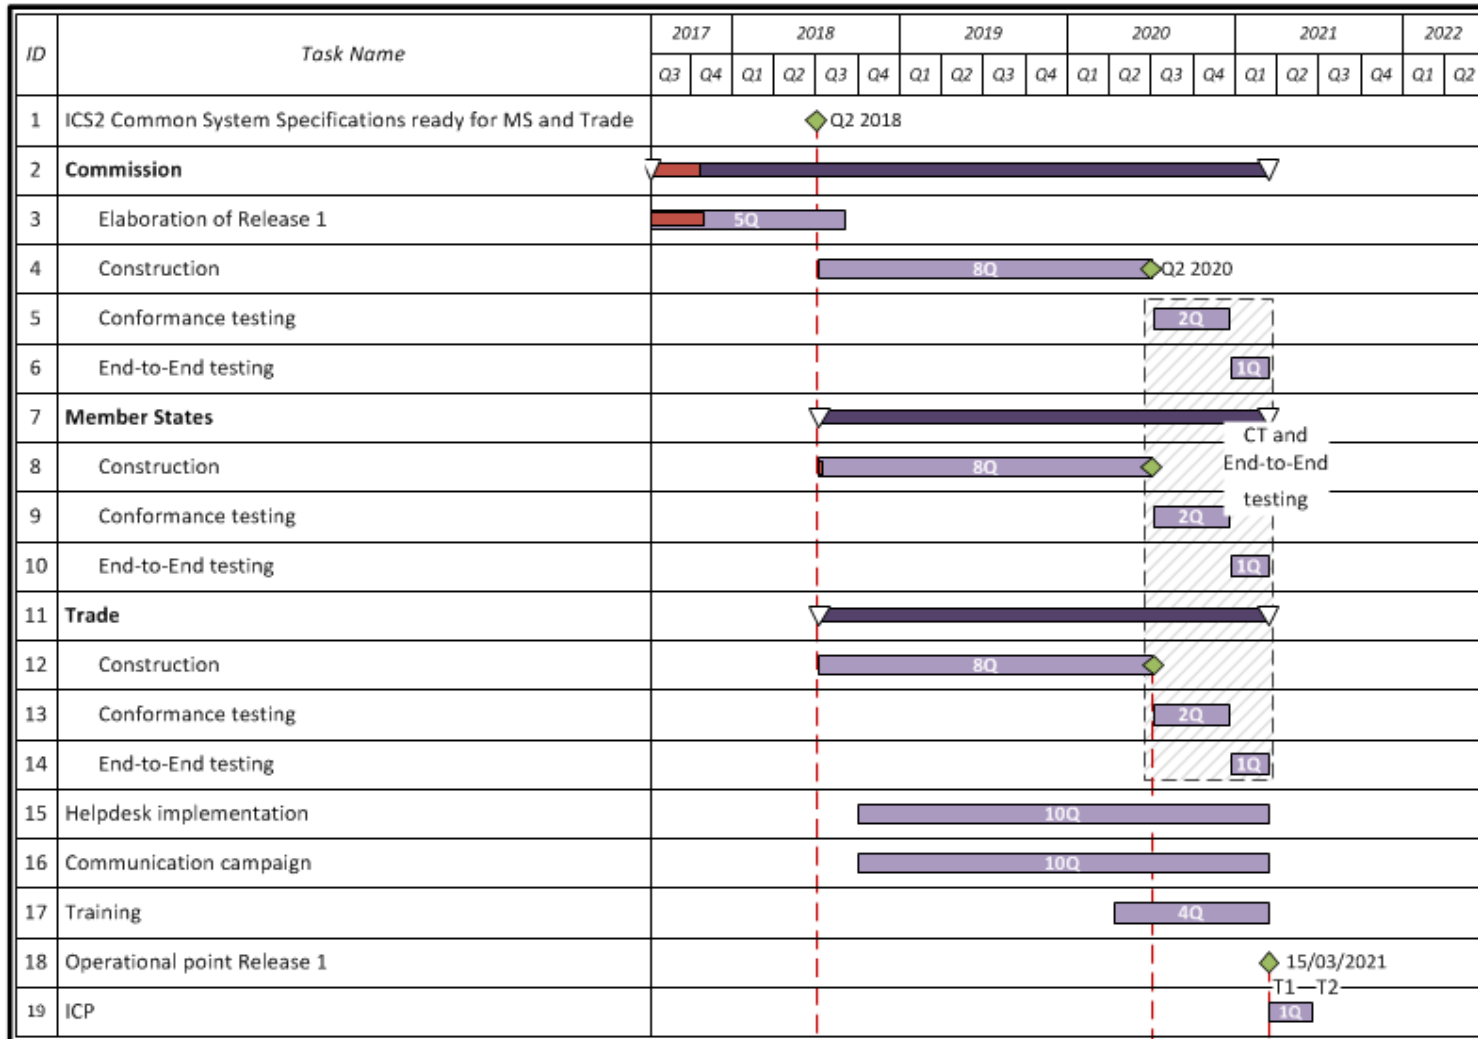 ID Task Name 2017 2018 2019 2020 2021 2022
Q3 Q4 Q1 Q2 Q3 Q4 Q1 Q2 Q3 Q4 Q1 Q2 Q3 Q4 Q1 Q2 Q3 Q4 Q1 Q2
1 ICS2 Common System Specifications ready for MS and Trade Q2 2018
2 Commission
3 Elaboration of Release 1 5Q
4 Construction 8Q Q2 2020
5 Conformance testing 2Q
6 End-to-End testing 1Q
7 Member States
CT and
8 Construction 8Q End-to-End
testing
9 Conformance testing 2Q
10 End-to-End testing 1Q
11 Trade
12 Construction 8Q
13 Conformance testing 2Q
14 End-to-End testing 1Q
15 Helpdesk implementation 10Q
16 Communication campaign 10Q
17 Training 4Q
18 Operational point Release 1 15/03/2021
T1—T2
19 ICP 1Q